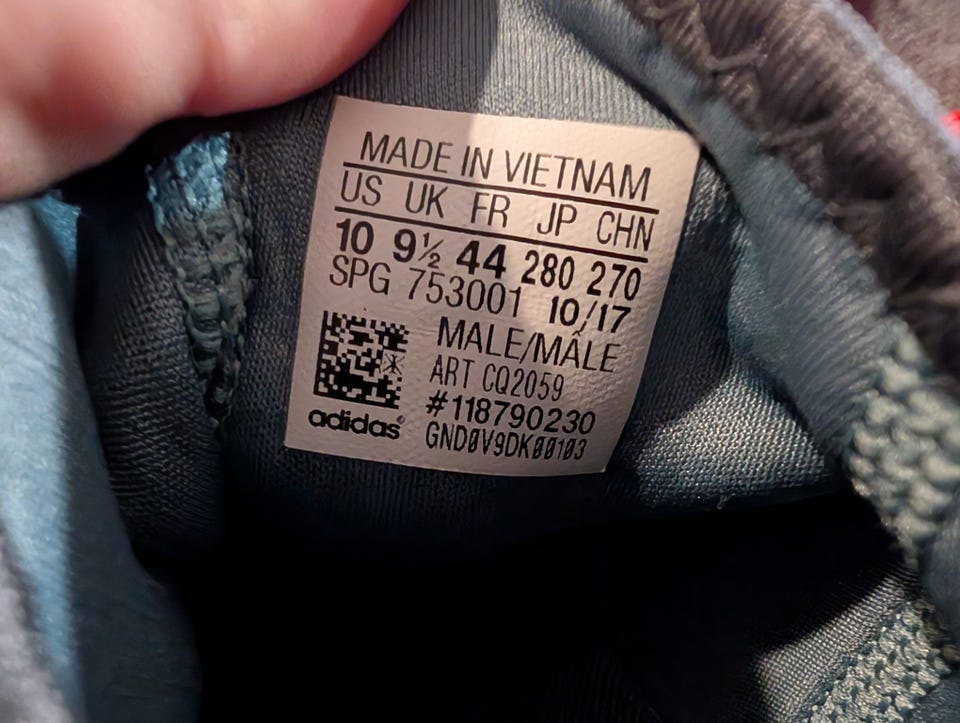 MADE IN VIETNAM
US UK FR JP CHN
10 9½ 44 280 270
SPG 753001 10/17
MALE/MÂLE
ART CQ2059
#118790230
adidas® GND0V9DK00103